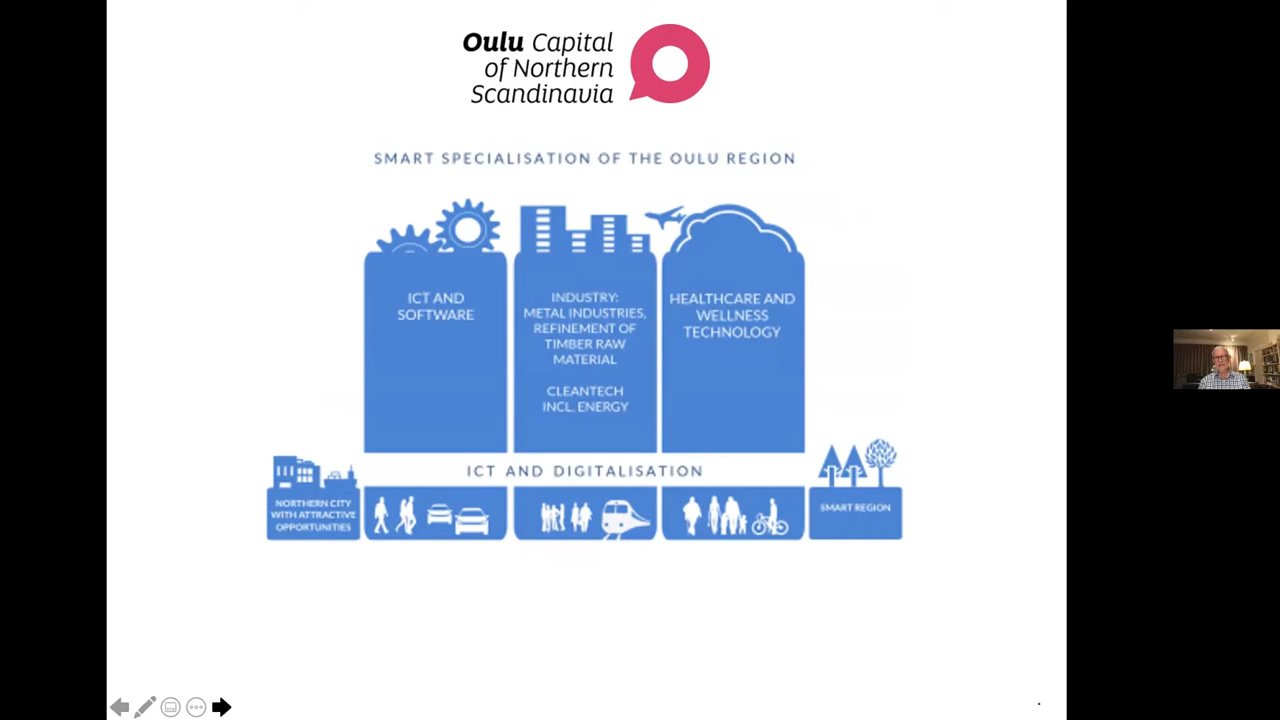 Oulu Capital
of Northern
Scandinavia
SMART SPECIALISATION OF THE OULU REGION
ICT AND
SOFTWARE
INDUSTRY:
METAL INDUSTRIES,
REFINEMENT OF
TIMBER RAW
MATERIAL
CLEANTECH
INCL. ENERGY
HEALTHCARE AND
WELLNESS
TECHNOLOGY
ICT AND DIGITALISATION
NORTHERN CITY
WITH ATTRACTIVE
OPPORTUNITIES
SMART REGION